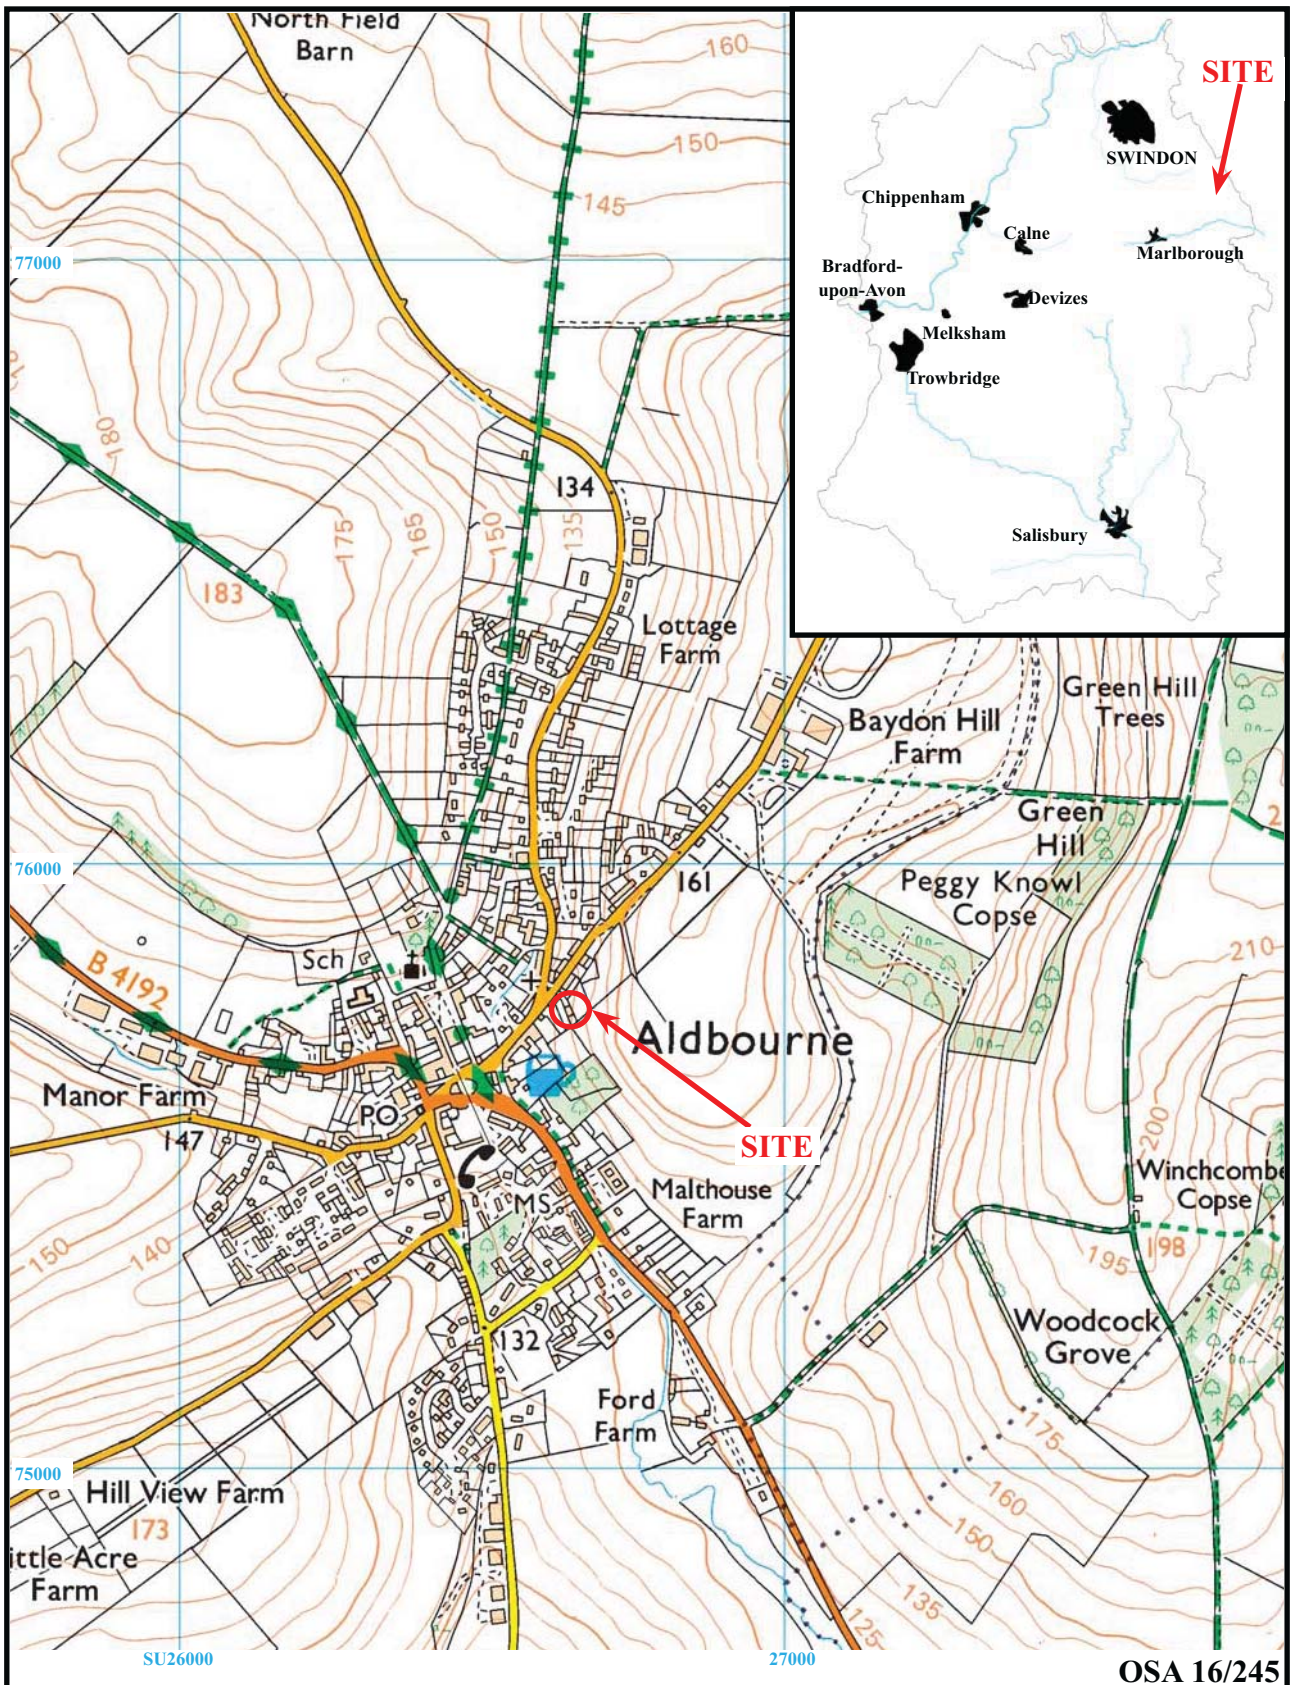 North Field
Barn
160
150
145
SITE
SWINDON
Chippenham
Calne
Marlborough
Bradford-
upon-Avon
Devizes
Melksham
Trowbridge
Salisbury
77000
180
183
175
165
150
135
134
Lottage
Farm
Green Hill
Trees
Baydon Hill
Farm
Green
Hill
76000
161
Peggy Knowl
Copse
210
Sch
B 4192
Aldbourne
Manor Farm
PO
147
SITE
200
Winchcombe
Copse
MS
Malthouse
Farm
150
140
195
198
132
Woodcock
Grove
Ford
Farm
175
75000
Hill View Farm
173
160
150
ittle Acre
Farm
135
125
SU26000
27000
OSA 16/245